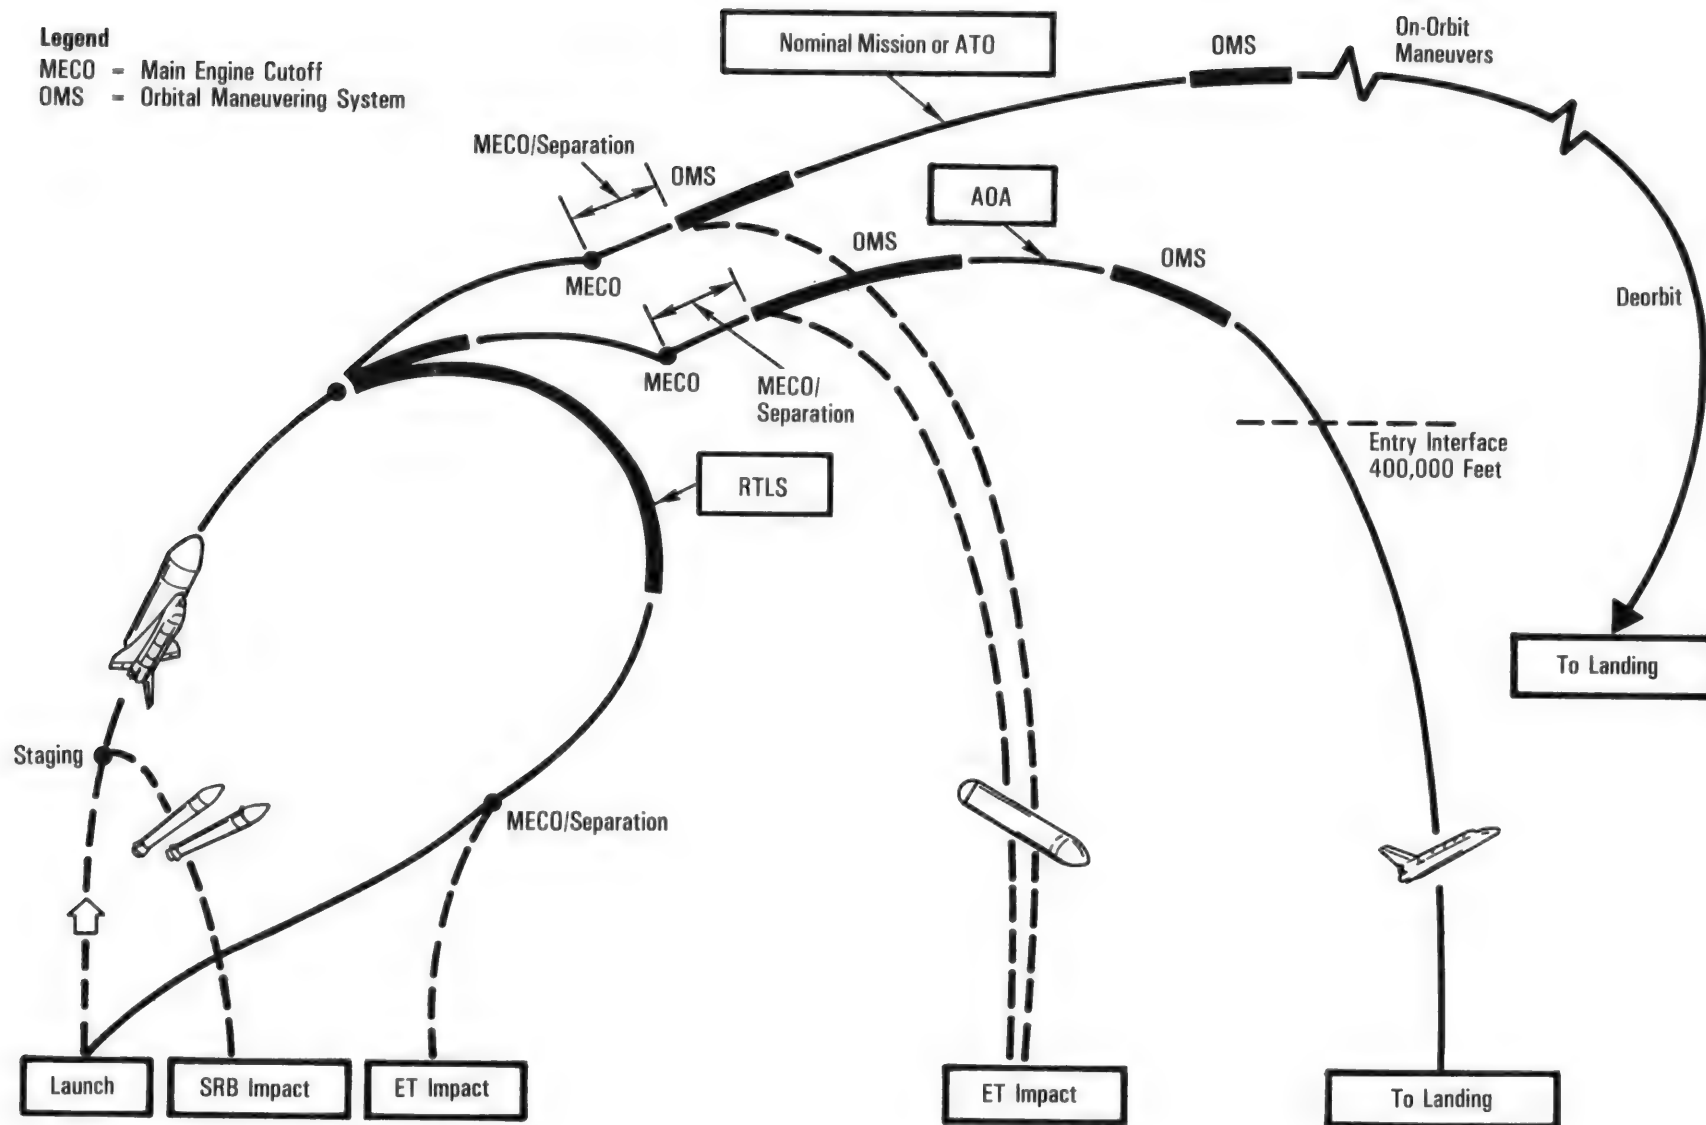 Legend
MECO = Main Engine Cutoff
OMS = Orbital Maneuvering System
Nominal Mission or ATO
OMS
On-Orbit
Maneuvers
MECO/Separation
OMS
AOA
OMS
OMS
MECO
Deorbit
MECO
MECO/
Separation
Entry Interface
400,000 Feet
RTLS
To Landing
Staging
MECO/Separation
Launch
SRB Impact
ET Impact
ET Impact
To Landing